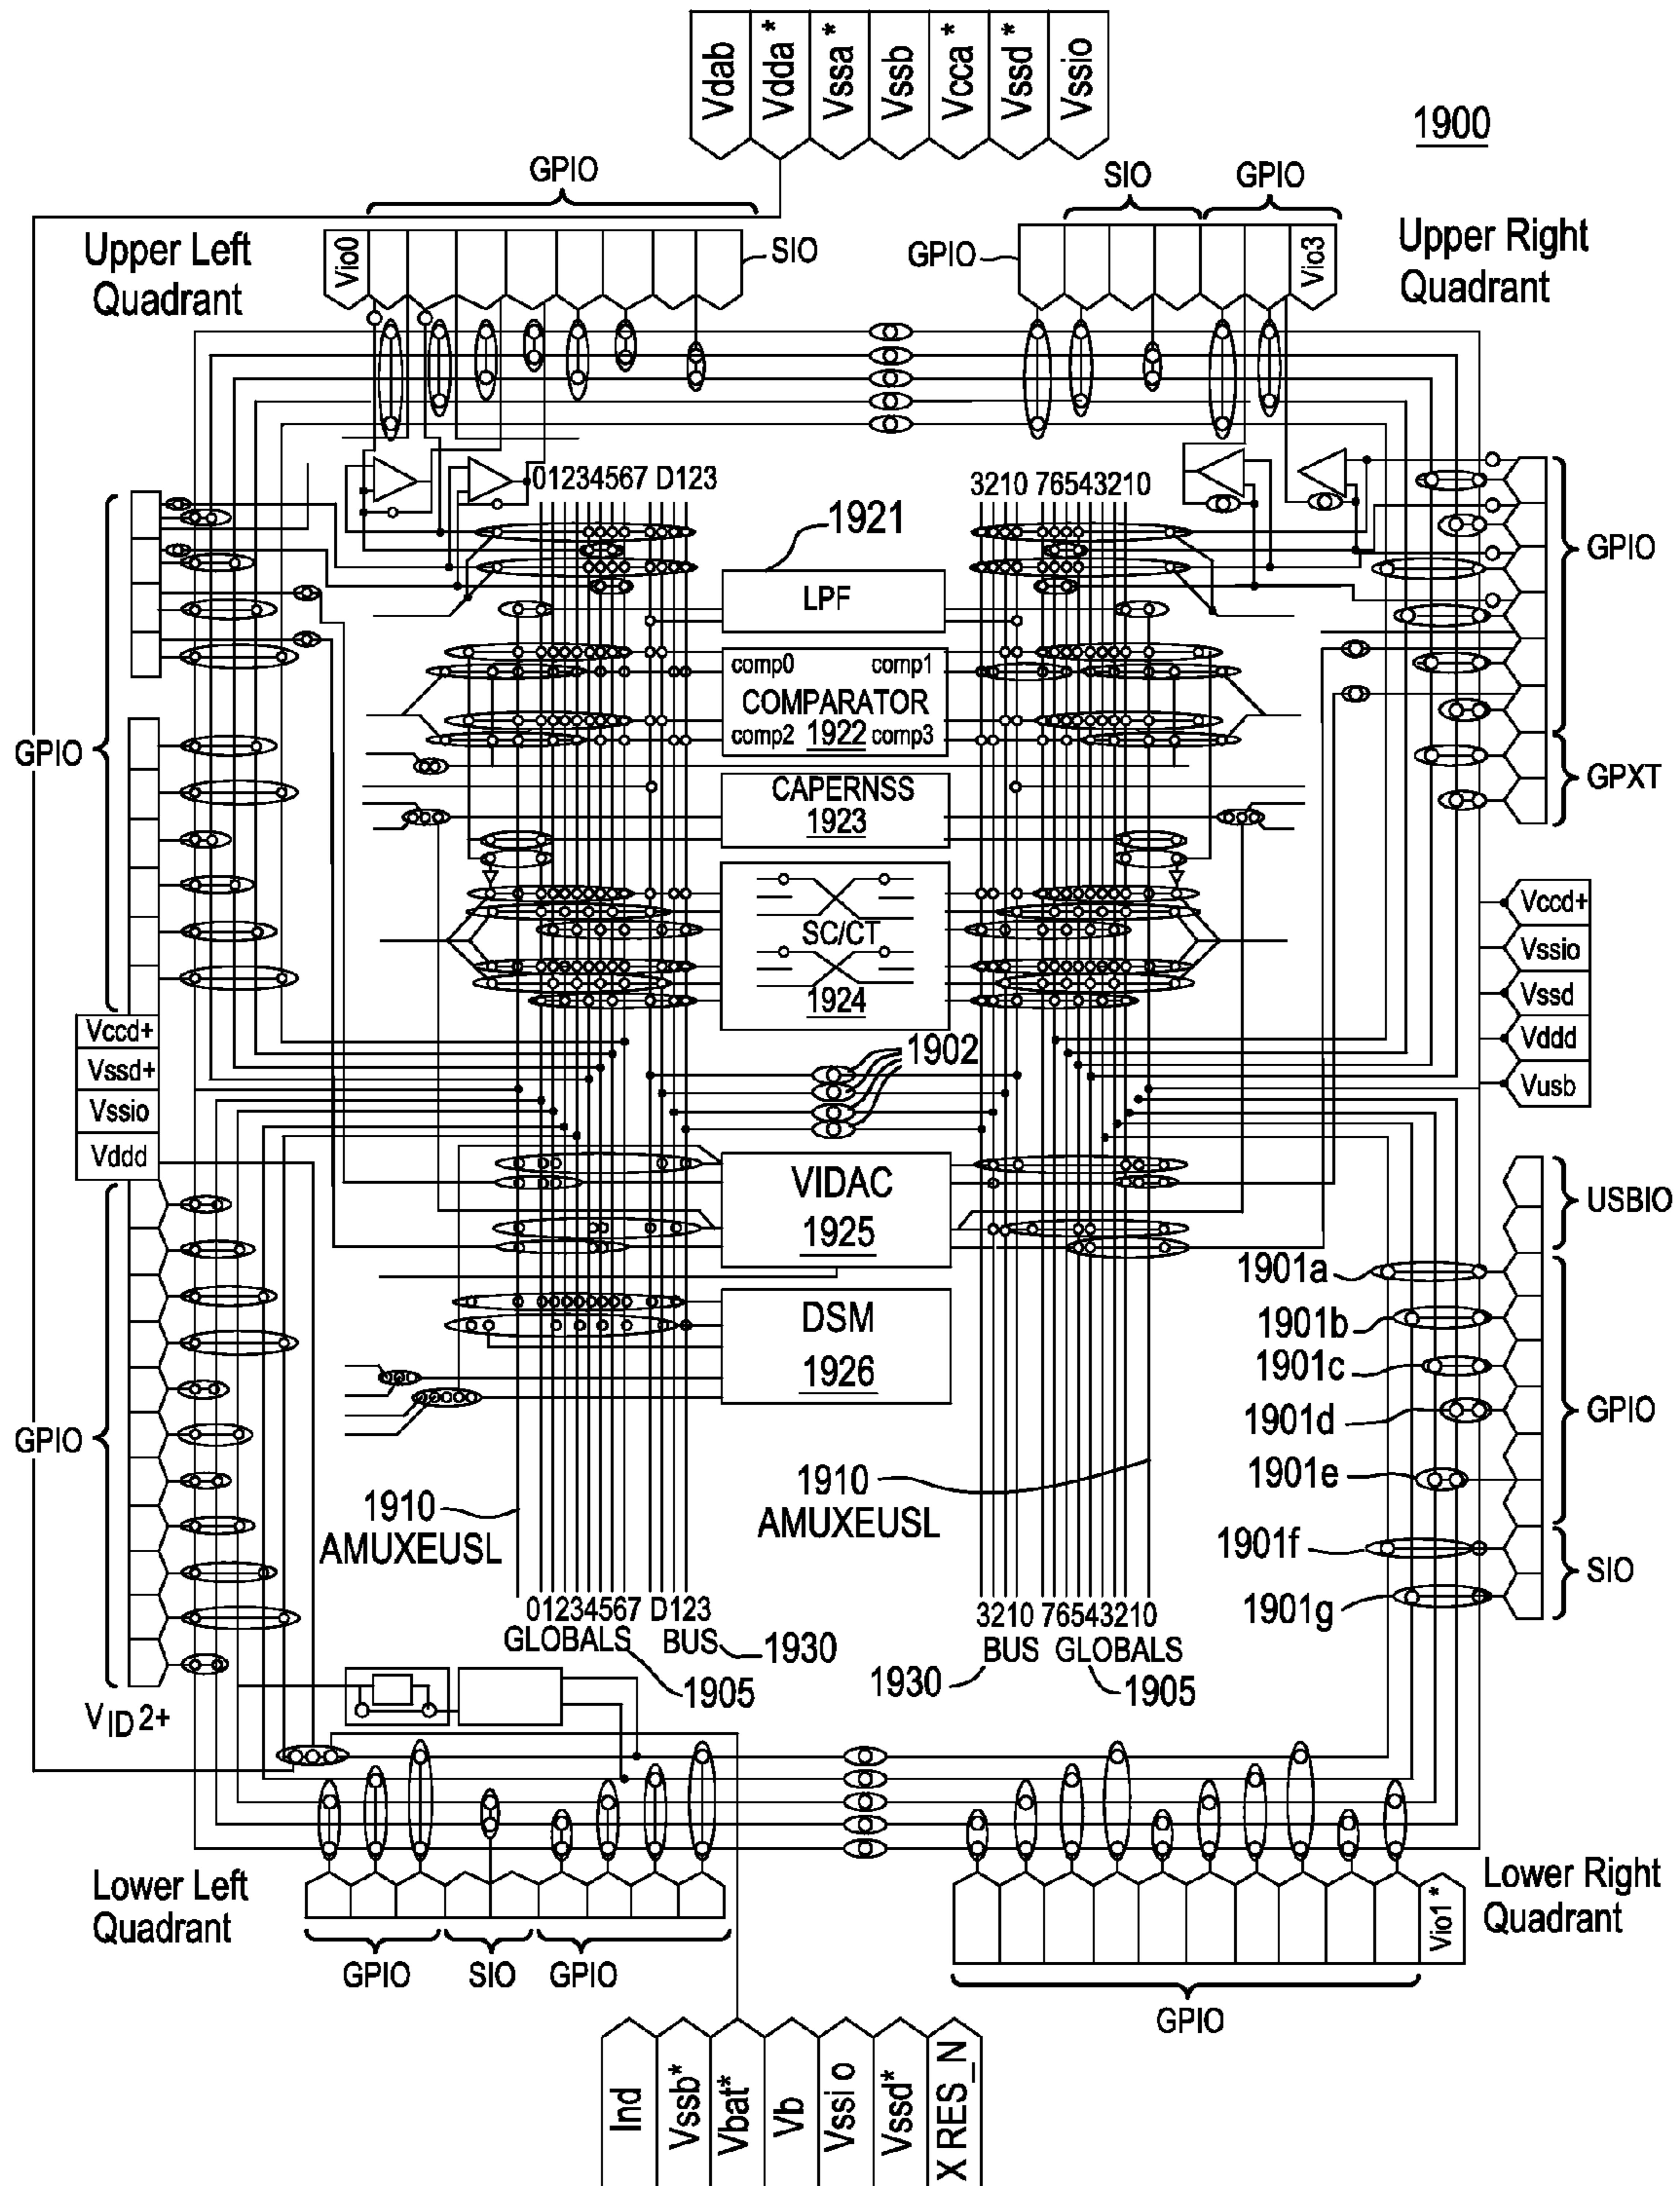 Vdab
Vdda*
Vssa*
Vssb
Vcca*
Vssd*
Vssio
1900
GPIO
SIO
GPIO
Upper Left
Quadrant
Vio0
SIO
GPIO
Vio3
Upper Right
Quadrant
01234567 D123
3210 76543210
1921
LPF
GPIO
comp0 comp1
COMPARATOR
comp2 1922 comp3
GPIO
CAPERNSS
1923
GPXT
SC/CT
1924
Vccd+
Vssio
Vssd
Vddd
Vusb
Vccd+
Vssd+
Vssio
Vddd
1902
VIDAC
1925
USBIO
DSM
1926
1901a
1901b
1901c
1901d
1901e
1901f
1901g
GPIO
SIO
GPIO
1910
AMUXEUSL
1910
AMUXEUSL
01234567 D123
GLOBALS BUS
1930
1905
3210 76543210
BUS GLOBALS
1930
1905
VID2+
Lower Left
Quadrant
GPIO SIO GPIO
Vio1*
Lower Right
Quadrant
GPIO
Ind
Vssb*
Vbat*
Vb
Vssi o
Vssd*
X RES_N